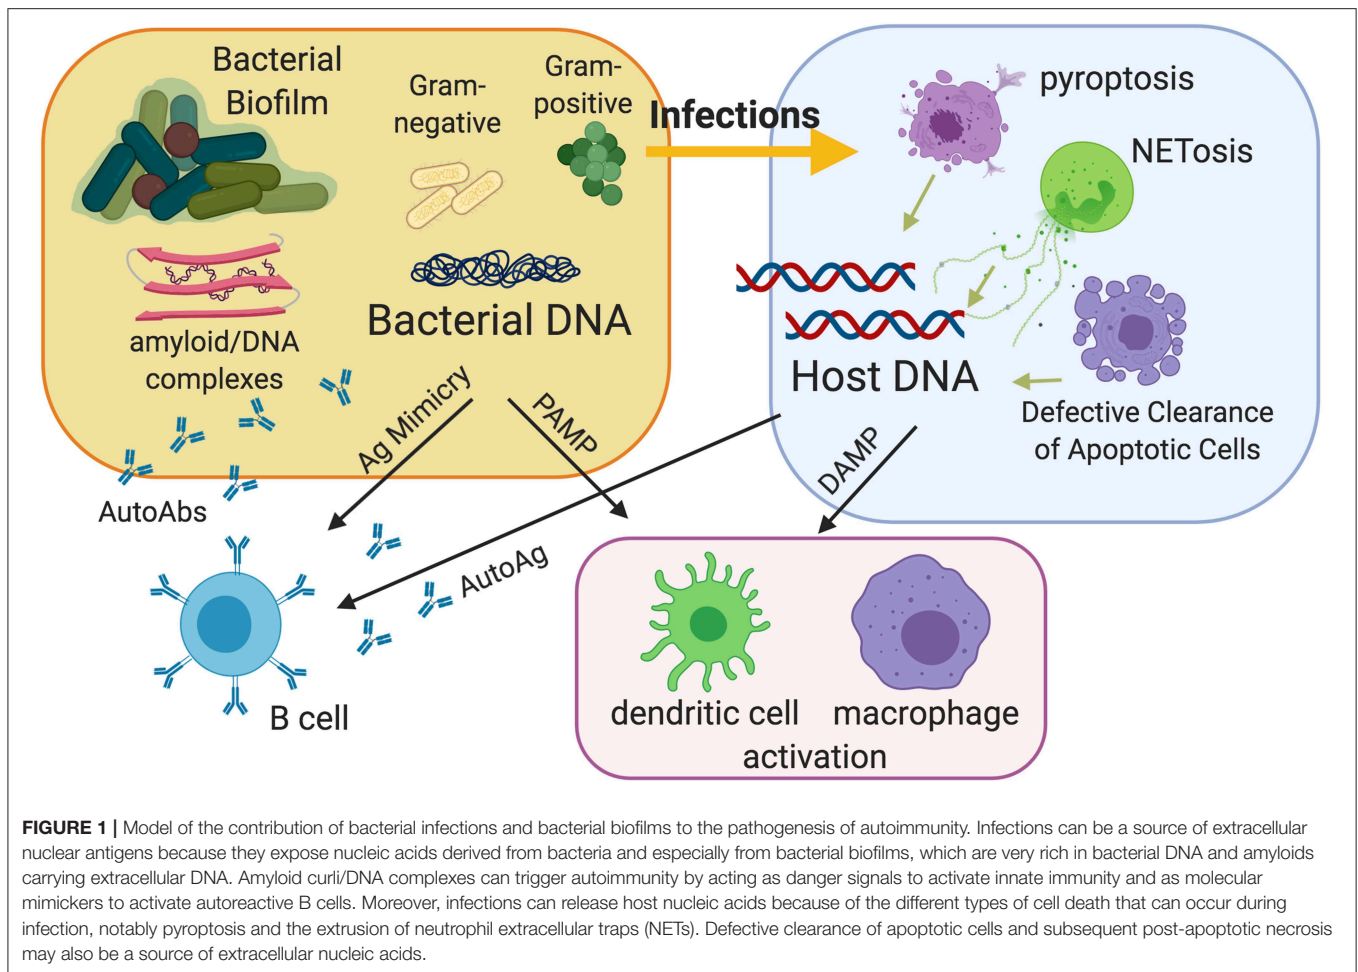 Bacterial
Biofilm
Gram-
negative
Gram-
positive
Infections
pyroptosis
NETosis
amyloid/DNA
complexes
Bacterial DNA
Host DNA
Defective Clearance
of Apoptotic Cells
Ag Mimicry
PAMP
DAMP
AutoAbs
AutoAg
B cell
dendritic cell
macrophage
activation
FIGURE 1 | Model of the contribution of bacterial infections and bacterial biofilms to the pathogenesis of autoimmunity. Infections can be a source of extracellular
nuclear antigens because they expose nucleic acids derived from bacteria and especially from bacterial biofilms, which are very rich in bacterial DNA and amyloids
carrying extracellular DNA. Amyloid curli/DNA complexes can trigger autoimmunity by acting as danger signals to activate innate immunity and as molecular
mimickers to activate autoreactive B cells. Moreover, infections can release host nucleic acids because of the different types of cell death that can occur during
infection, notably pyroptosis and the extrusion of neutrophil extracellular traps (NETs). Defective clearance of apoptotic cells and subsequent post-apoptotic necrosis
may also be a source of extracellular nucleic acids.